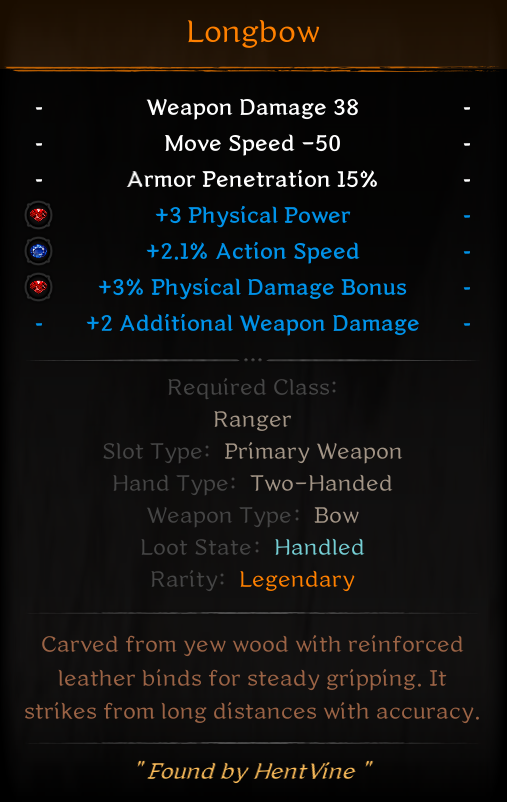 Longbow
- Weapon Damage 38 -
- Move Speed -50 -
- Armor Penetration 15% -
+3 Physical Power -
+2.1% Action Speed -
+3% Physical Damage Bonus -
- +2 Additional Weapon Damage -
Required Class:
Ranger
Slot Type: Primary Weapon
Hand Type: Two-Handed
Weapon Type: Bow
Loot State: Handled
Rarity: Legendary
Carved from yew wood with reinforced
leather binds for steady gripping. It
strikes from long distances with accuracy.
"Found by HentVine "